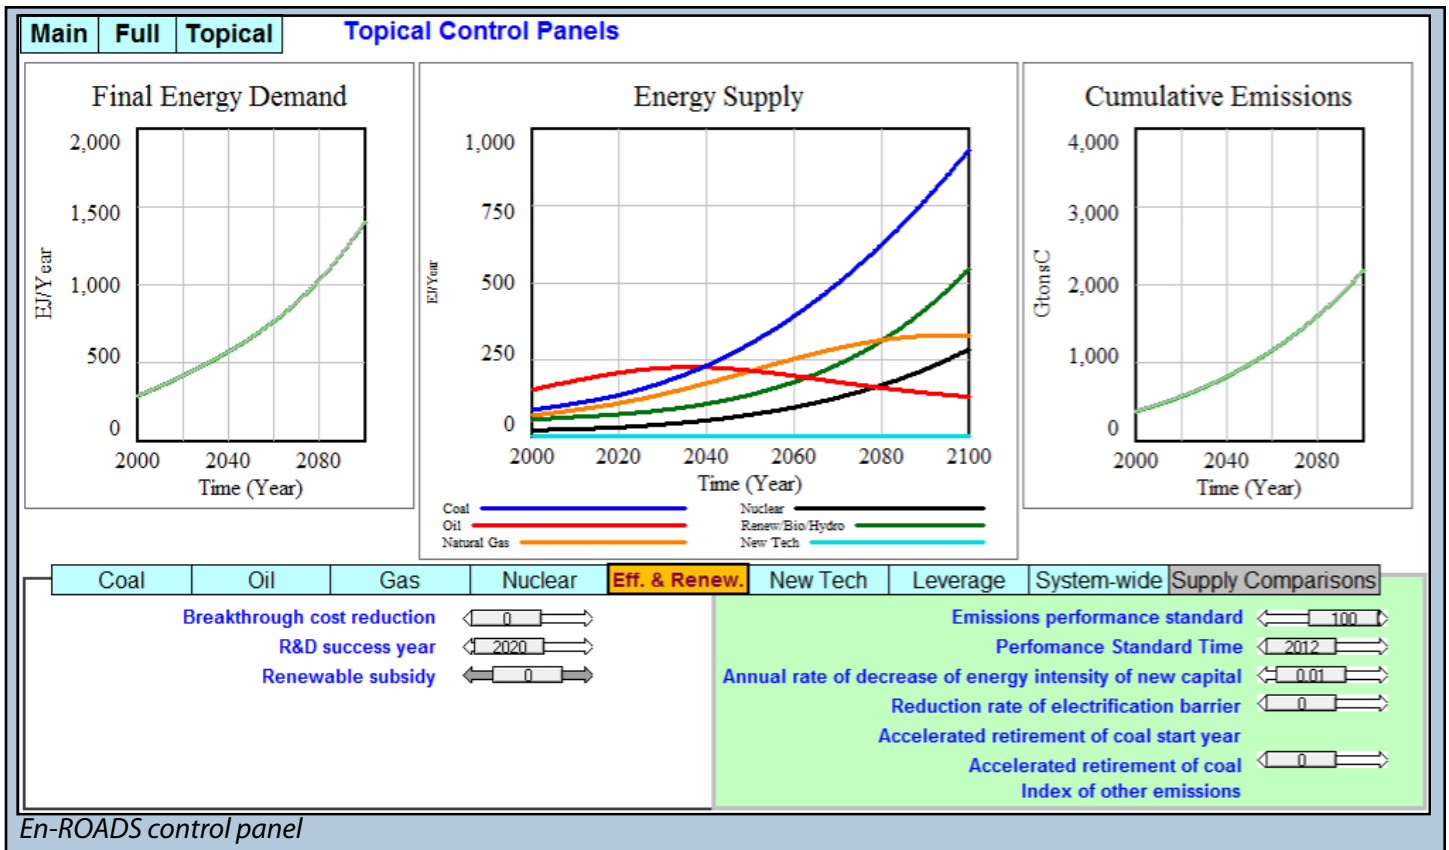 Main Full Topical Topical Control Panels
Final Energy Demand
2,000
1,500
1,000
500
0
EJ/Year
2000 2040 2080
Time (Year)
Energy Supply
1,000
750
500
250
0
EJ/Year
2000 2020 2040 2060 2080 2100
Time (Year)
Coal Nuclear
Oil Renew/Bio/Hydro
Natural Gas New Tech
Cumulative Emissions
4,000
3,000
2,000
1,000
0
GtonsC
2000 2040 2080
Time (Year)
Coal Oil Gas Nuclear Eff. & Renew. New Tech Leverage System-wide Supply Comparisons
Breakthrough cost reduction 0
R&D success year 2020
Renewable subsidy 0
Emissions performance standard 100
Perfomance Standard Time 2012
Annual rate of decrease of energy intensity of new capital 0.01
Reduction rate of electrification barrier 0
Accelerated retirement of coal start year
Accelerated retirement of coal 0
Index of other emissions
En-ROADS control panel